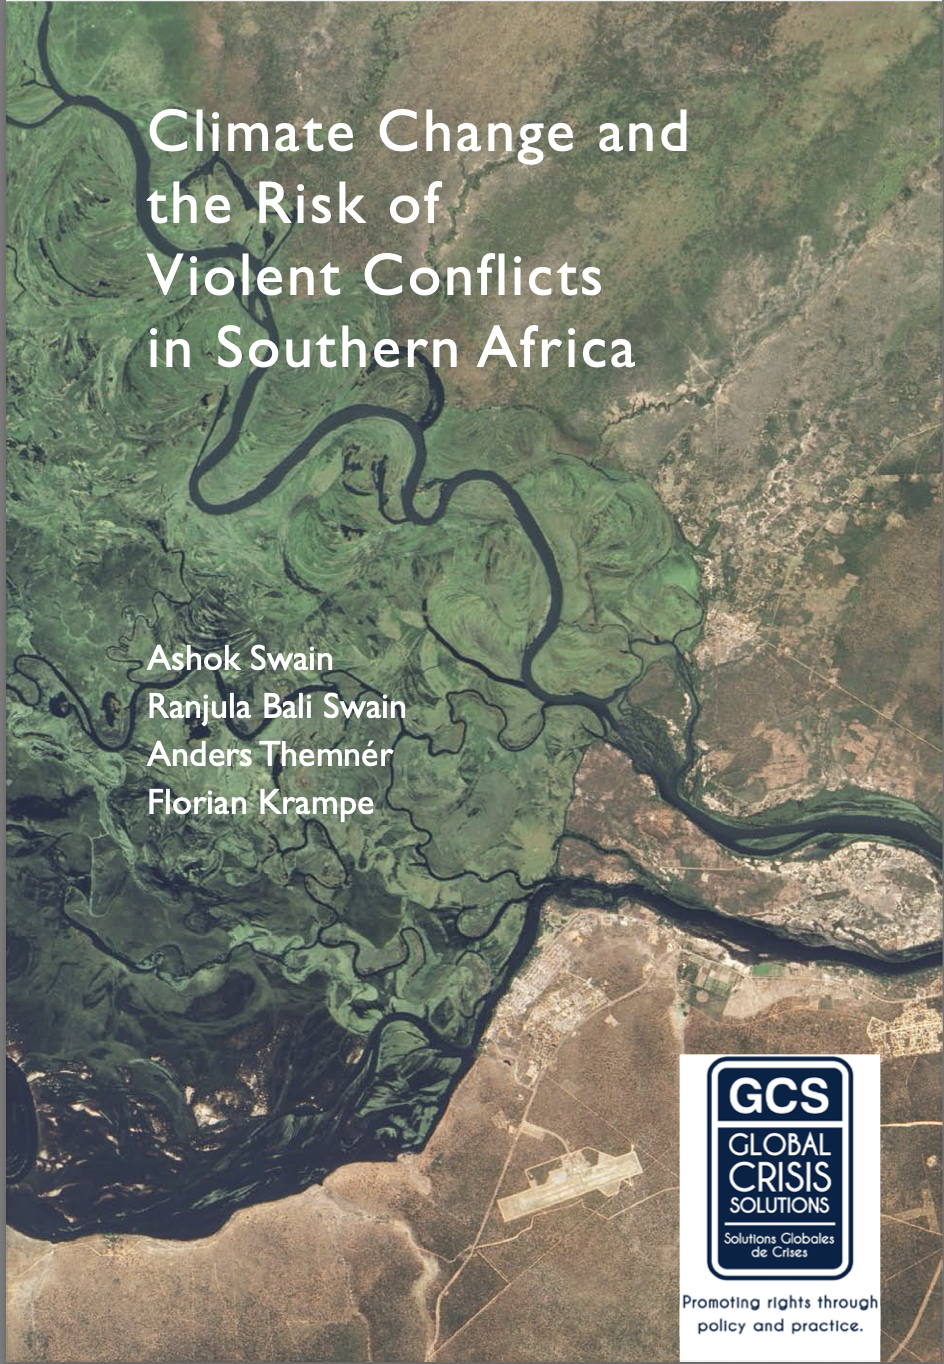 Climate Change and
the Risk of
Violent Conflicts
in Southern Africa
Ashok Swain
Ranjula Bali Swain
Anders Themnér
Florian Krampe
GCS
GLOBAL
CRISIS
SOLUTIONS
Solutions Globales
de Crises
Promoting rights through
policy and practice.